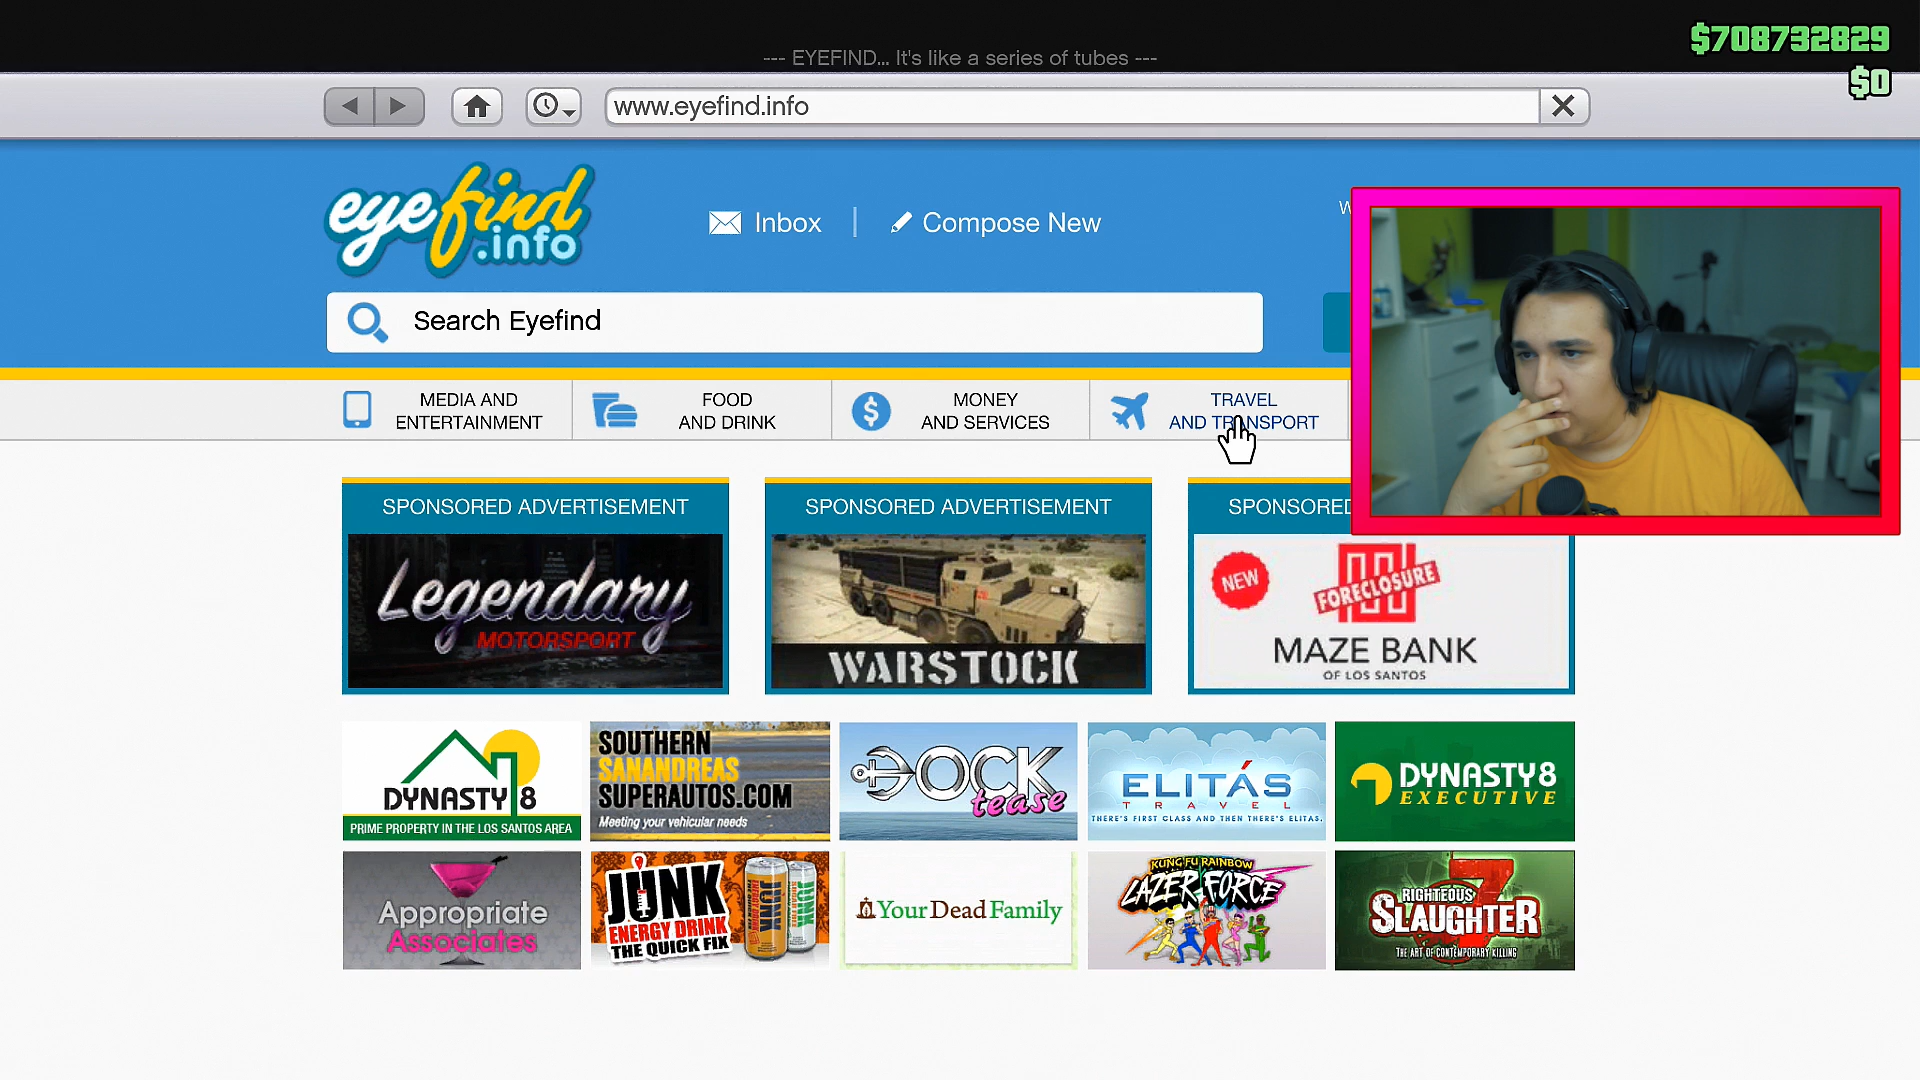 --- EYEFIND... It's like a series of tubes ---
$708732829
$0
www.eyefind.info
eyefind
.info
Inbox
Compose New
W
Search Eyefind
MEDIA AND
ENTERTAINMENT
FOOD
AND DRINK
MONEY
AND SERVICES
TRAVEL
AND TRANSPORT
SPONSORED ADVERTISEMENT
Legendary
MOTORSPORT
SPONSORED ADVERTISEMENT
WARSTOCK
SPONSORED
NEW
FORECLOSURE
MAZE BANK
OF LOS SANTOS
DYNASTY 8
PRIME PROPERTY IN THE LOS SANTOS AREA
SOUTHERN
SANANDREAS
SUPERAUTOS.COM
Meeting your vehicular needs
DOCK
tease
ELITÁS
TRAVEL
THERE'S FIRST CLASS AND THEN THERE'S ELITAS.
DYNASTY8
EXECUTIVE
Appropriate
Associates
JUNK
ENERGY DRINK
THE QUICK FIX
YourDeadFamily
KUNG FU RAINBOW
LAZER FORCE
RIGHTEOUS
SLAUGHTER
7
THE ART OF CONTEMPORARY KILLING